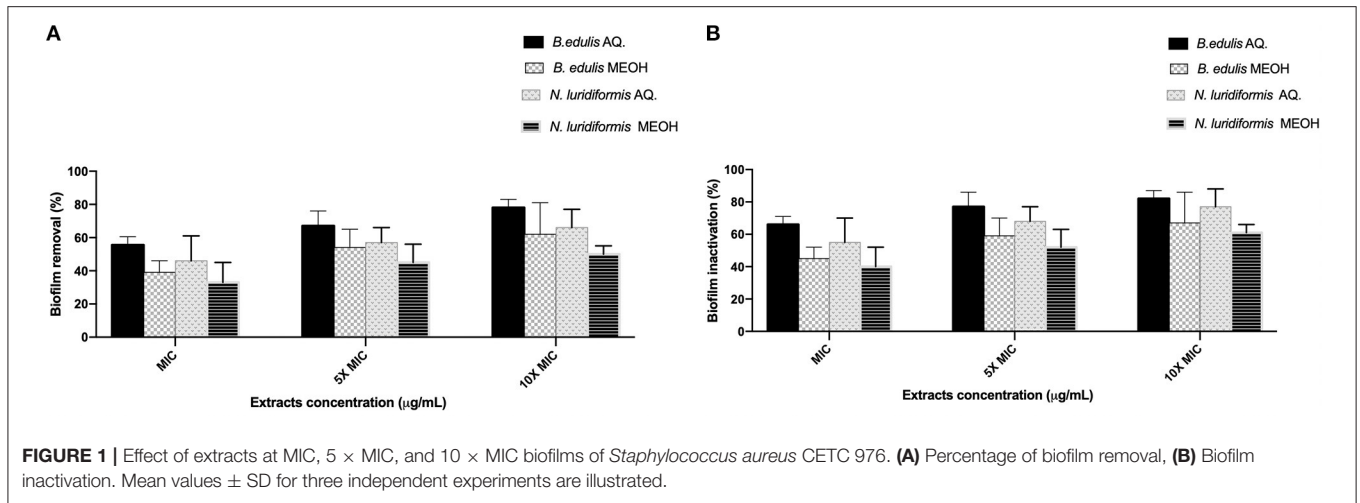 A
B.edulis AQ.
B. edulis MEOH
N. luridiformis AQ.
N. luridiformis MEOH
Biofilm removal (%)
100
80
60
40
20
0
MIC
5X MIC
10X MIC
Extracts concentration (μg/mL)
B
B.edulis AQ.
B. edulis MEOH
N. luridiformis AQ.
N. luridiformis MEOH
Biofilm inactivation (%)
100
80
60
40
20
0
MIC
5X MIC
10X MIC
Extracts concentration (μg/mL)
FIGURE 1 | Effect of extracts at MIC, 5 × MIC, and 10 × MIC biofilms of Staphylococcus aureus CETC 976. (A) Percentage of biofilm removal, (B) Biofilm
inactivation. Mean values ± SD for three independent experiments are illustrated.